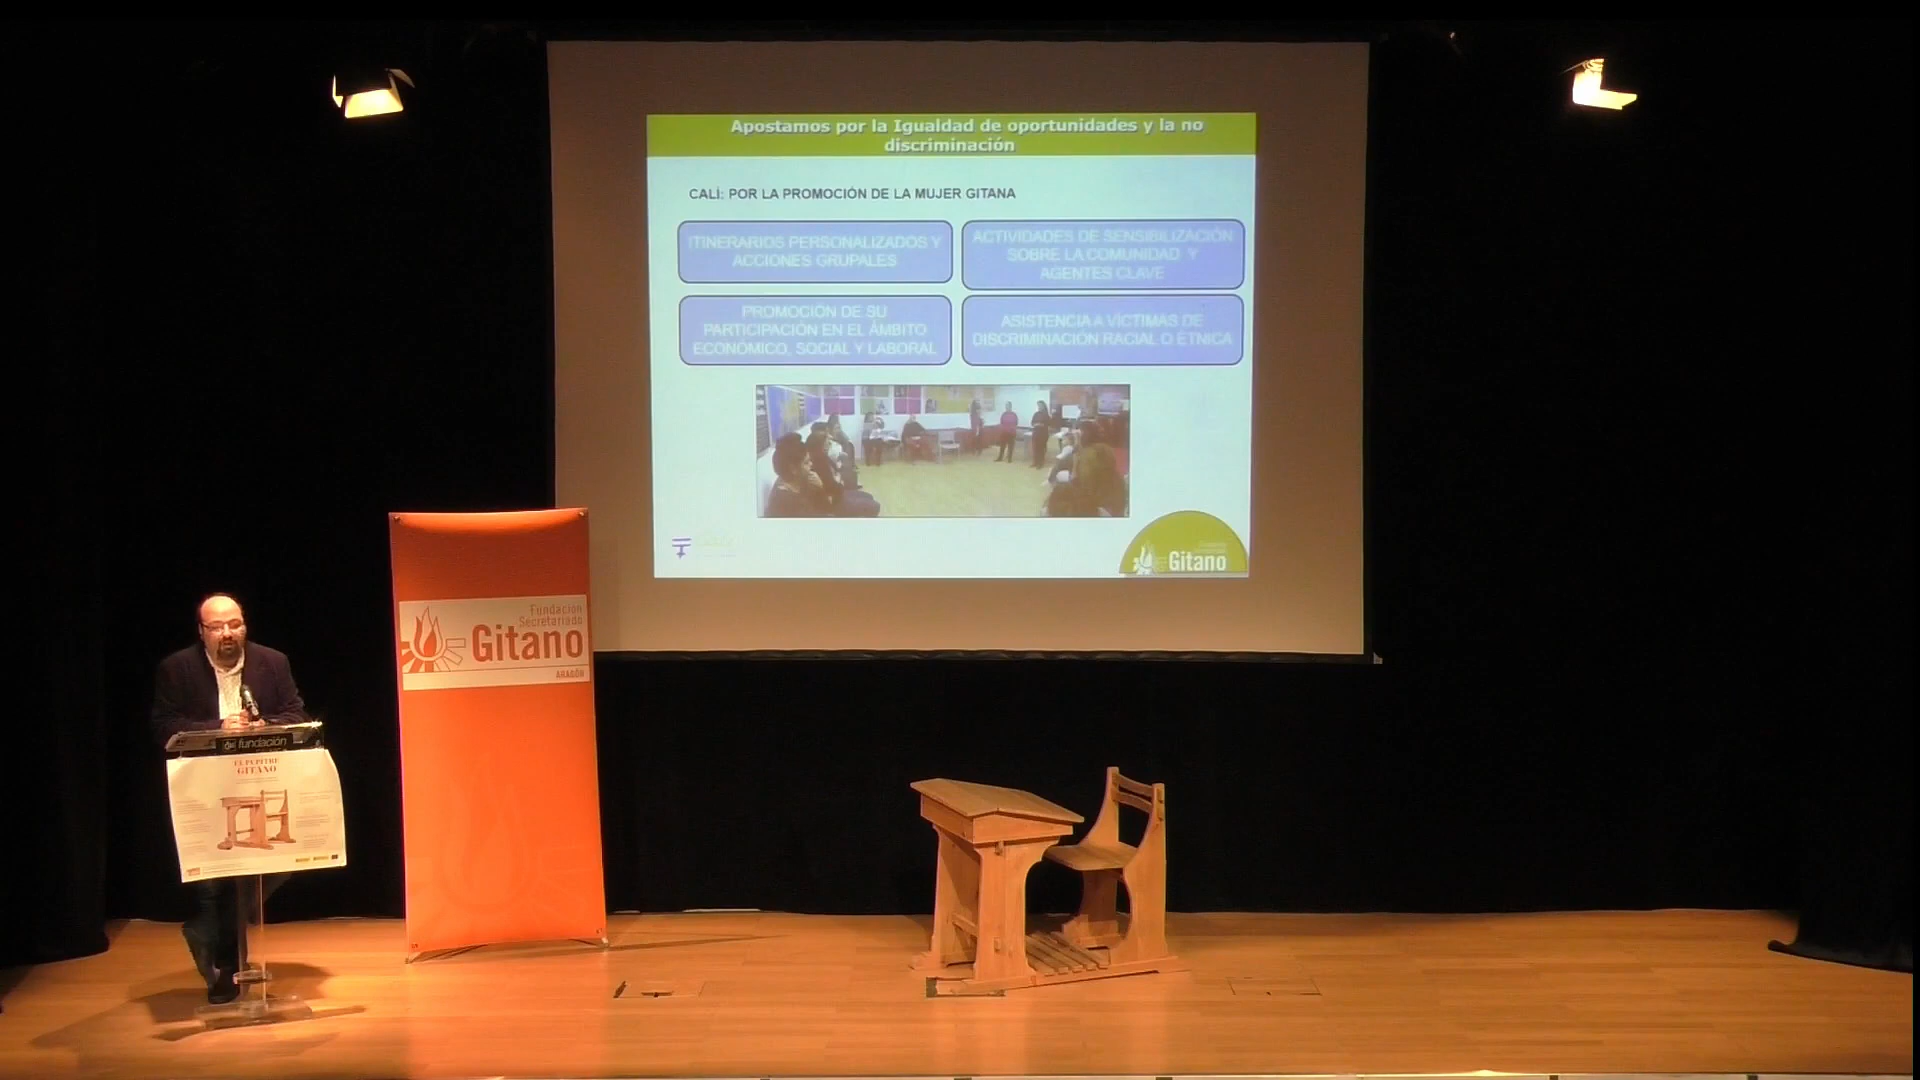 Apostamos por la Igualdad de oportunidades y la no
discriminación
CALÍ: POR LA PROMOCIÓN DE LA MUJER GITANA
ITINERARIOS PERSONALIZADOS Y
ACCIONES GRUPALES
ACTIVIDADES DE SENSIBILIZACIÓN
SOBRE LA COMUNIDAD Y
AGENTES CLAVE
PROMOCIÓN DE SU
PARTICIPACIÓN EN EL ÁMBITO
ECONÓMICO, SOCIAL Y LABORAL
ASISTENCIA A VÍCTIMAS DE
DISCRIMINACIÓN RACIAL O ÉTNICA
Gitano
Fundación
Secretariado
Gitano
ARAGÓN
fundación
EL PUPITRE
GITANO